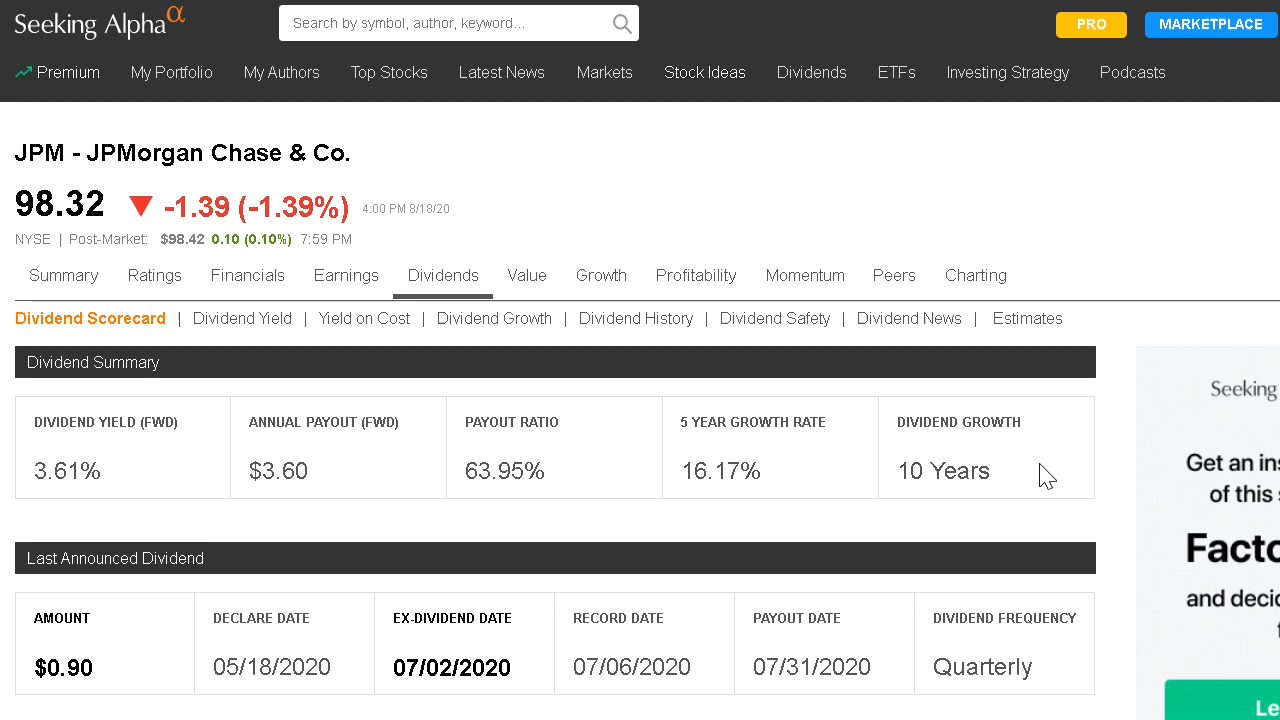 Seeking Alpha α
Search by symbol, author, keyword...
PRO
MARKETPLACE
Premium My Portfolio My Authors Top Stocks Latest News Markets Stock Ideas Dividends ETFs Investing Strategy Podcasts
JPM - JPMorgan Chase & Co.
98.32 ▼ -1.39 (-1.39%) 4:00 PM 8/18/20
NYSE | Post-Market: $98.42 0.10 (0.10%) 7:59 PM
Summary Ratings Financials Earnings Dividends Value Growth Profitability Momentum Peers Charting
Dividend Scorecard | Dividend Yield | Yield on Cost | Dividend Growth | Dividend History | Dividend Safety | Dividend News | Estimates
Dividend Summary
DIVIDEND YIELD (FWD) ANNUAL PAYOUT (FWD) PAYOUT RATIO 5 YEAR GROWTH RATE DIVIDEND GROWTH
3.61% $3.60 63.95% 16.17% 10 Years
Last Announced Dividend
AMOUNT DECLARE DATE EX-DIVIDEND DATE RECORD DATE PAYOUT DATE DIVIDEND FREQUENCY
$0.90 05/18/2020 07/02/2020 07/06/2020 07/31/2020 Quarterly
Seeking
Get an ins
of this
Facto
and decid
Le